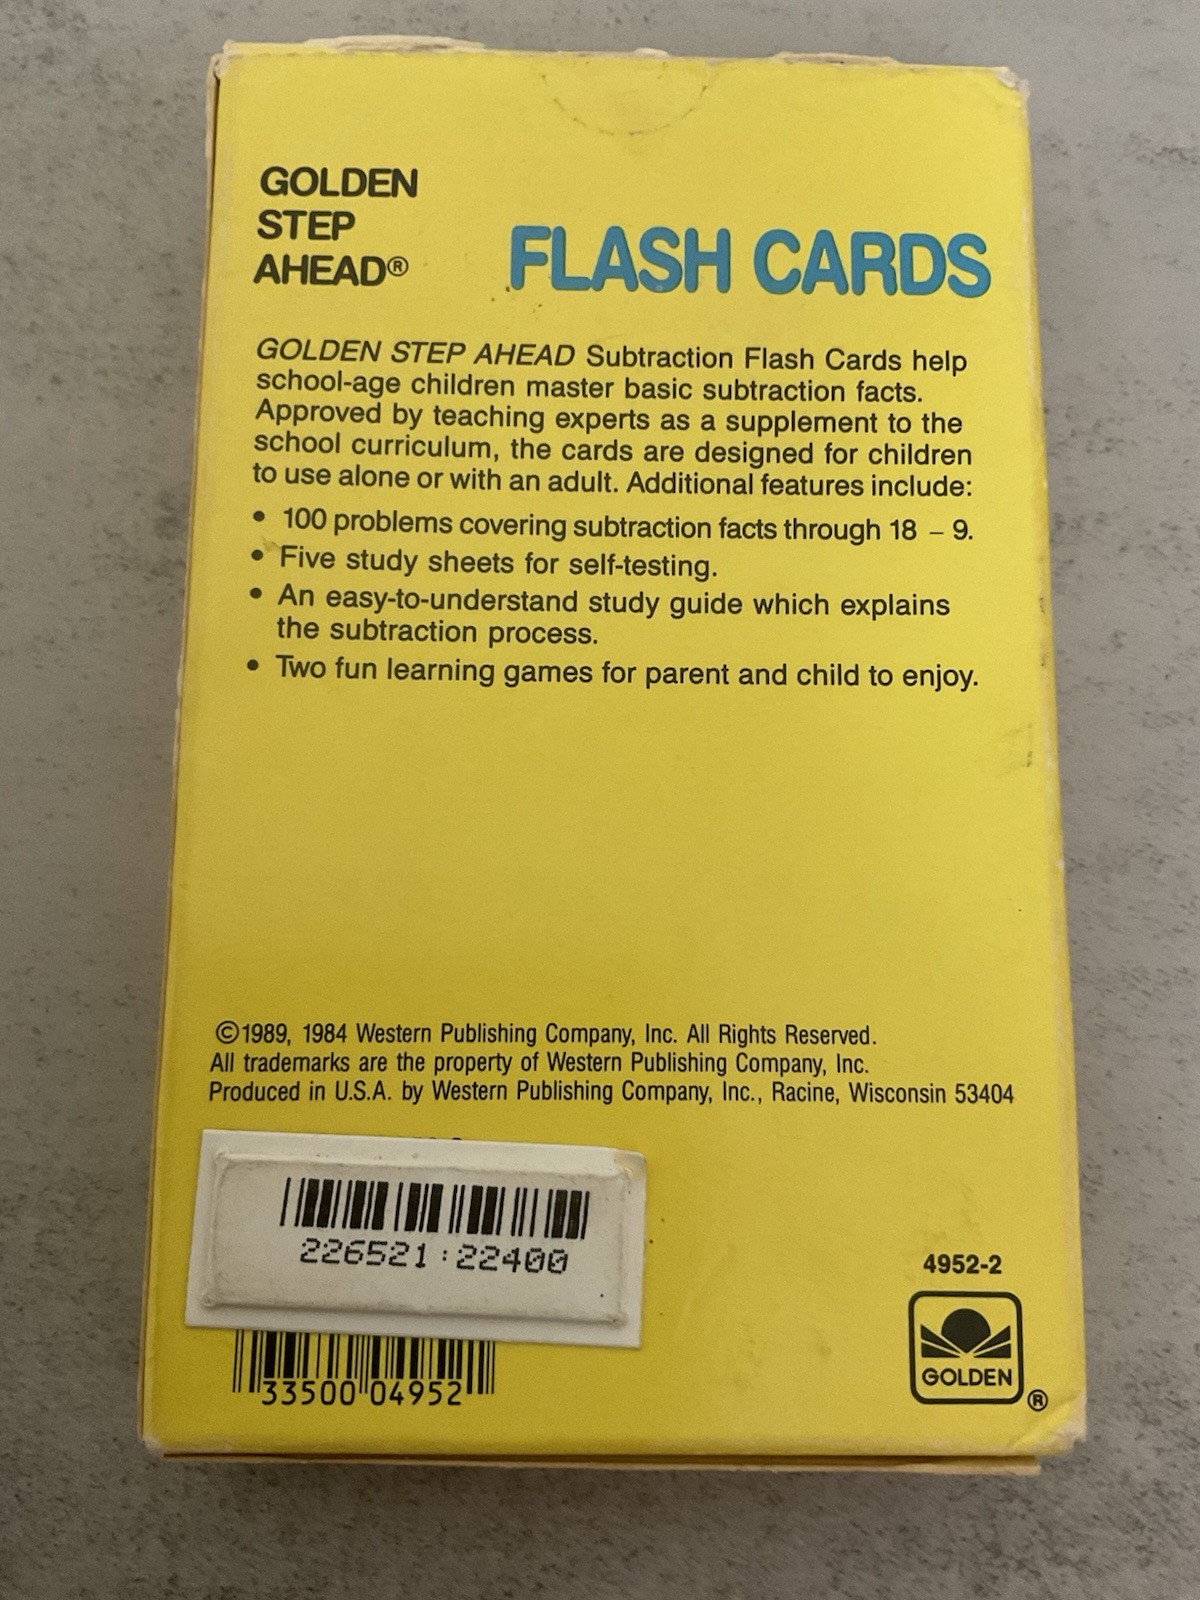 GOLDEN
STEP
AHEAD®
FLASH CARDS
GOLDEN STEP AHEAD Subtraction Flash Cards help
school-age children master basic subtraction facts.
Approved by teaching experts as a supplement to the
school curriculum, the cards are designed for children
to use alone or with an adult. Additional features include:
• 100 problems covering subtraction facts through 18 – 9.
• Five study sheets for self-testing.
• An easy-to-understand study guide which explains
the subtraction process.
• Two fun learning games for parent and child to enjoy.
©1989, 1984 Western Publishing Company, Inc. All Rights Reserved.
All trademarks are the property of Western Publishing Company, Inc.
Produced in U.S.A. by Western Publishing Company, Inc., Racine, Wisconsin 53404
226521:22400
33500 04952
4952-2
GOLDEN
®